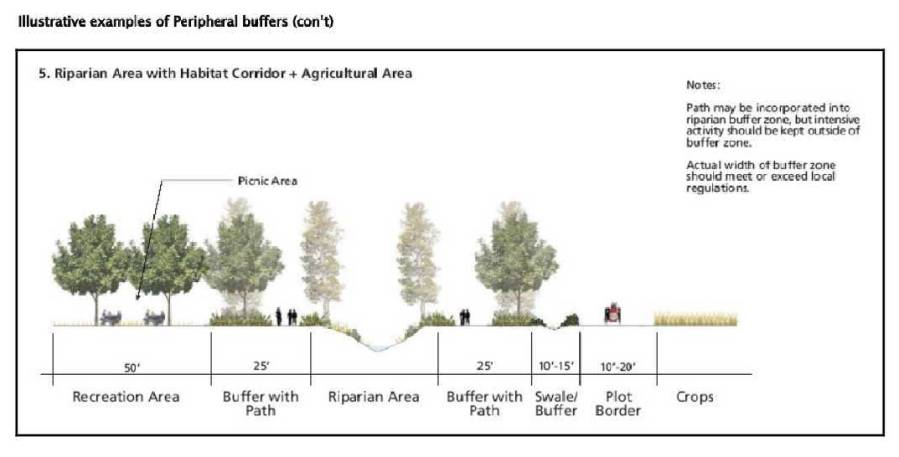 Illustrative examples of Peripheral buffers (con't)
5. Riparian Area with Habitat Corridor + Agricultural Area
Notes:
Path may be incorporated into
riparian buffer zone, but intensive
activity should be kept outside of
buffer zone.
Actual width of buffer zone
should meet or exceed local
regulations.
Picnic Area
50' 25' 25' 10'-15' 10'-20'
Recreation Area Buffer with Riparian Area Buffer with Swale/ Plot Crops
Path Path Buffer Border